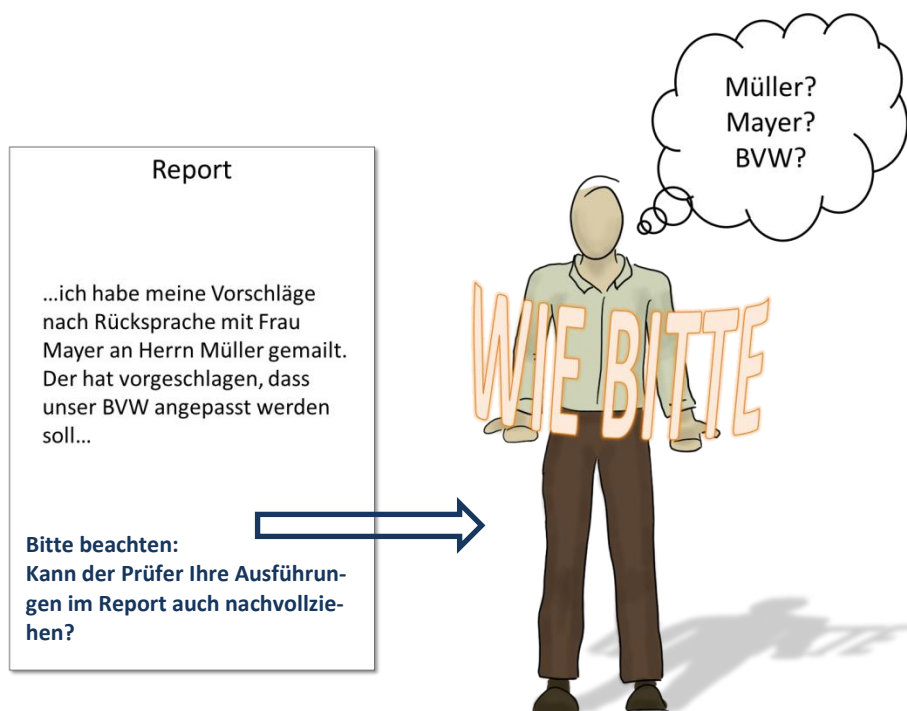 Report
...ich habe meine Vorschläge
nach Rücksprache mit Frau
Mayer an Herrn Müller gemailt.
Der hat vorgeschlagen, dass
unser BVW angepasst werden
soll...
Bitte beachten:
Kann der Prüfer Ihre Ausführun-
gen im Report auch nachvollzie-
hen?
Müller?
Mayer?
BVW?
WIE BITTE